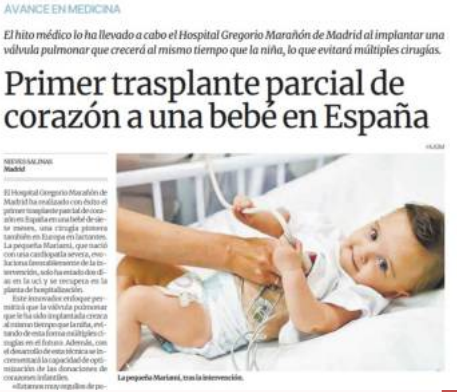 AVANCE EN MEDICINA
El hito médico lo ha llevado a cabo el Hospital Gregorio Marañón de Madrid al implantar una
válvula pulmonar que crecerá al mismo tiempo que la niña, lo que evitará múltiples cirugías.
Primer trasplante parcial de
corazón a una bebé en España
HGUGM
NIEVES SALINAS
Madrid
El Hospital Gregorio Marañón de
Madrid ha realizado con éxito el
primer trasplante parcial de cora-
zón en España en una bebé de sie-
te meses, una cirugía pionera
también en Europa en lactantes.
La pequeña Mariami, que nació
con una cardiopatía severa, evo-
luciona favorablemente de la in-
tervención, solo ha estado dos dí-
as en la uci y se recupera en la
planta de hospitalización.
Este innovador enfoque per-
mitirá que la válvula pulmonar
que le ha sido implantada crezca
al mismo tiempo que la niña, evi-
tando de esta forma múltiples ci-
rugías en el futuro. Además, con
el desarrollo de esta técnica se in-
crementará la capacidad de opti-
mización de las donaciones de
corazones infantiles.
«Estamos muy orgullos de po-
La pequeña Mariami, tras la intervención.